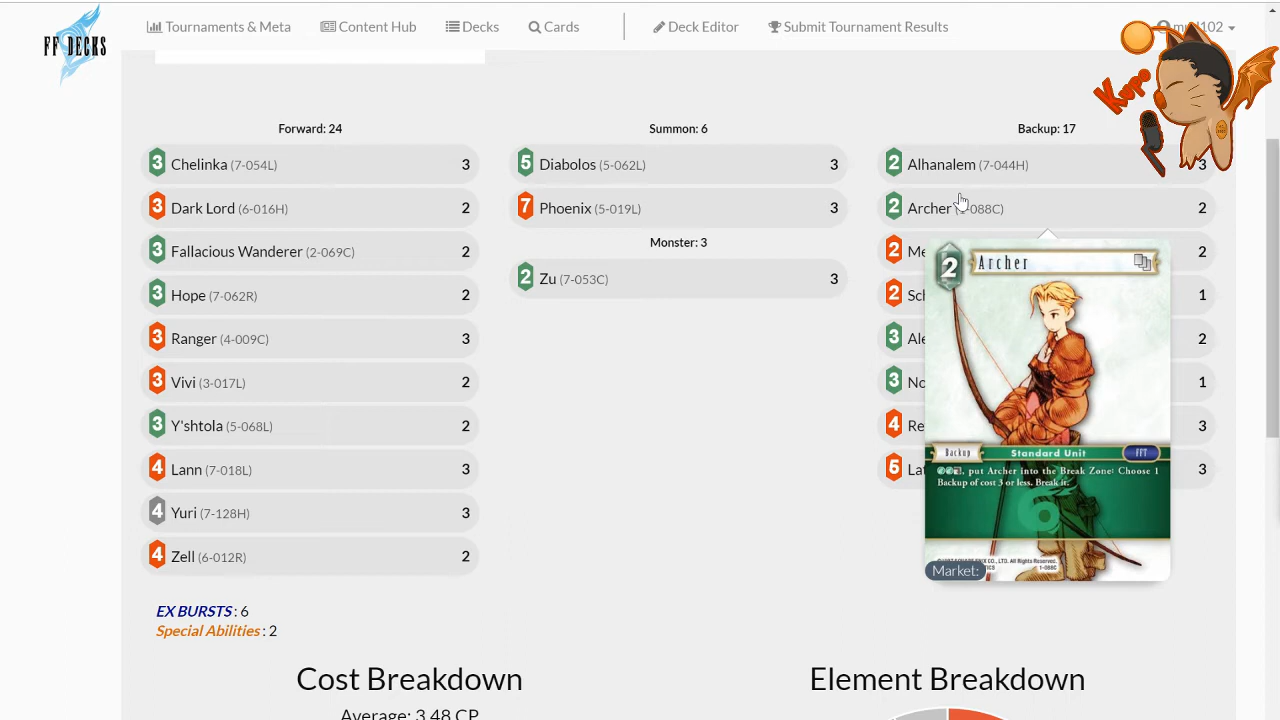 FF DECKS
Tournaments & Meta
Content Hub
Decks
Cards
Deck Editor
Submit Tournament Results
Kupo
Forward: 24
3 Chelinka (7-054L) 3
3 Dark Lord (6-016H) 2
3 Fallacious Wanderer (2-069C) 2
3 Hope (7-062R) 2
3 Ranger (4-009C) 3
3 Vivi (3-017L) 2
3 Y'shtola (5-068L) 2
4 Lann (7-018L) 3
4 Yuri (7-128H) 3
4 Zell (6-012R) 2
Summon: 6
5 Diabolos (5-062L) 3
7 Phoenix (5-019L) 3
Monster: 3
2 Zu (7-053C) 3
Backup: 17
2 Alhanalem (7-044H) 3
2 Archer 088C) 2
2 Me 2
2 Sch 1
3 Ale 2
3 No 1
4 Re 3
La 3
2 Archer
Backup Standard Unit FFT
put Archer into the Break Zone: Choose 1
Backup of cost 3 or less. Break it.
1-088C
Market:
EX BURSTS : 6
Special Abilities : 2
Cost Breakdown
Average: 3.48 CP
Element Breakdown